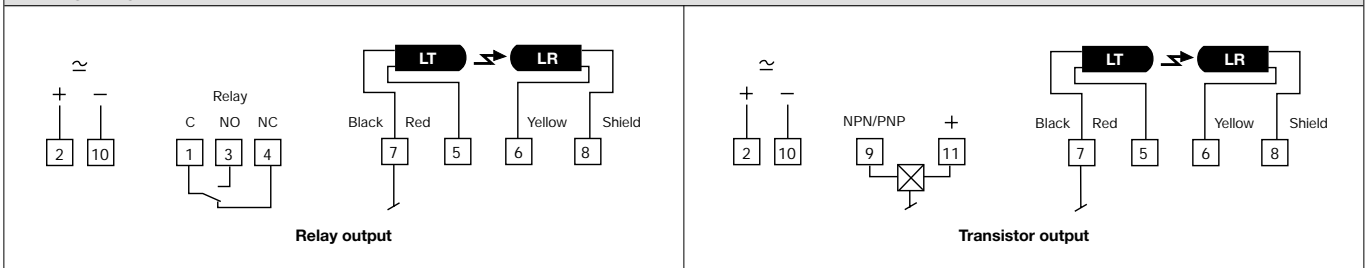 LT LR
≃
+ −
Relay
C NO NC
Black Red Yellow Shield
2 10 1 3 4 7 5 6 8
Relay output
LT LR
≃
+ −
NPN/PNP +
Black Red Yellow Shield
2 10 9 11 7 5 6 8
Transistor output